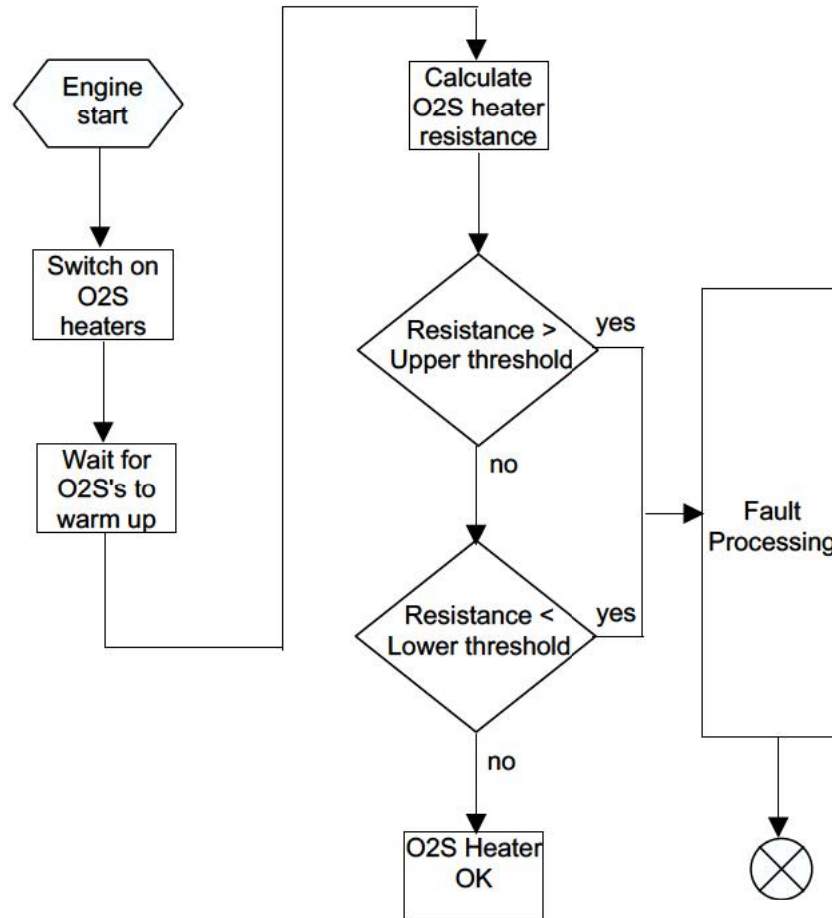 Engine
start
Switch on
O2S
heaters
Wait for
O2S's to
warm up
Calculate
O2S heater
resistance
Resistance >
Upper threshold
yes
no
Resistance <
Lower threshold
yes
no
O2S Heater
OK
Fault
Processing